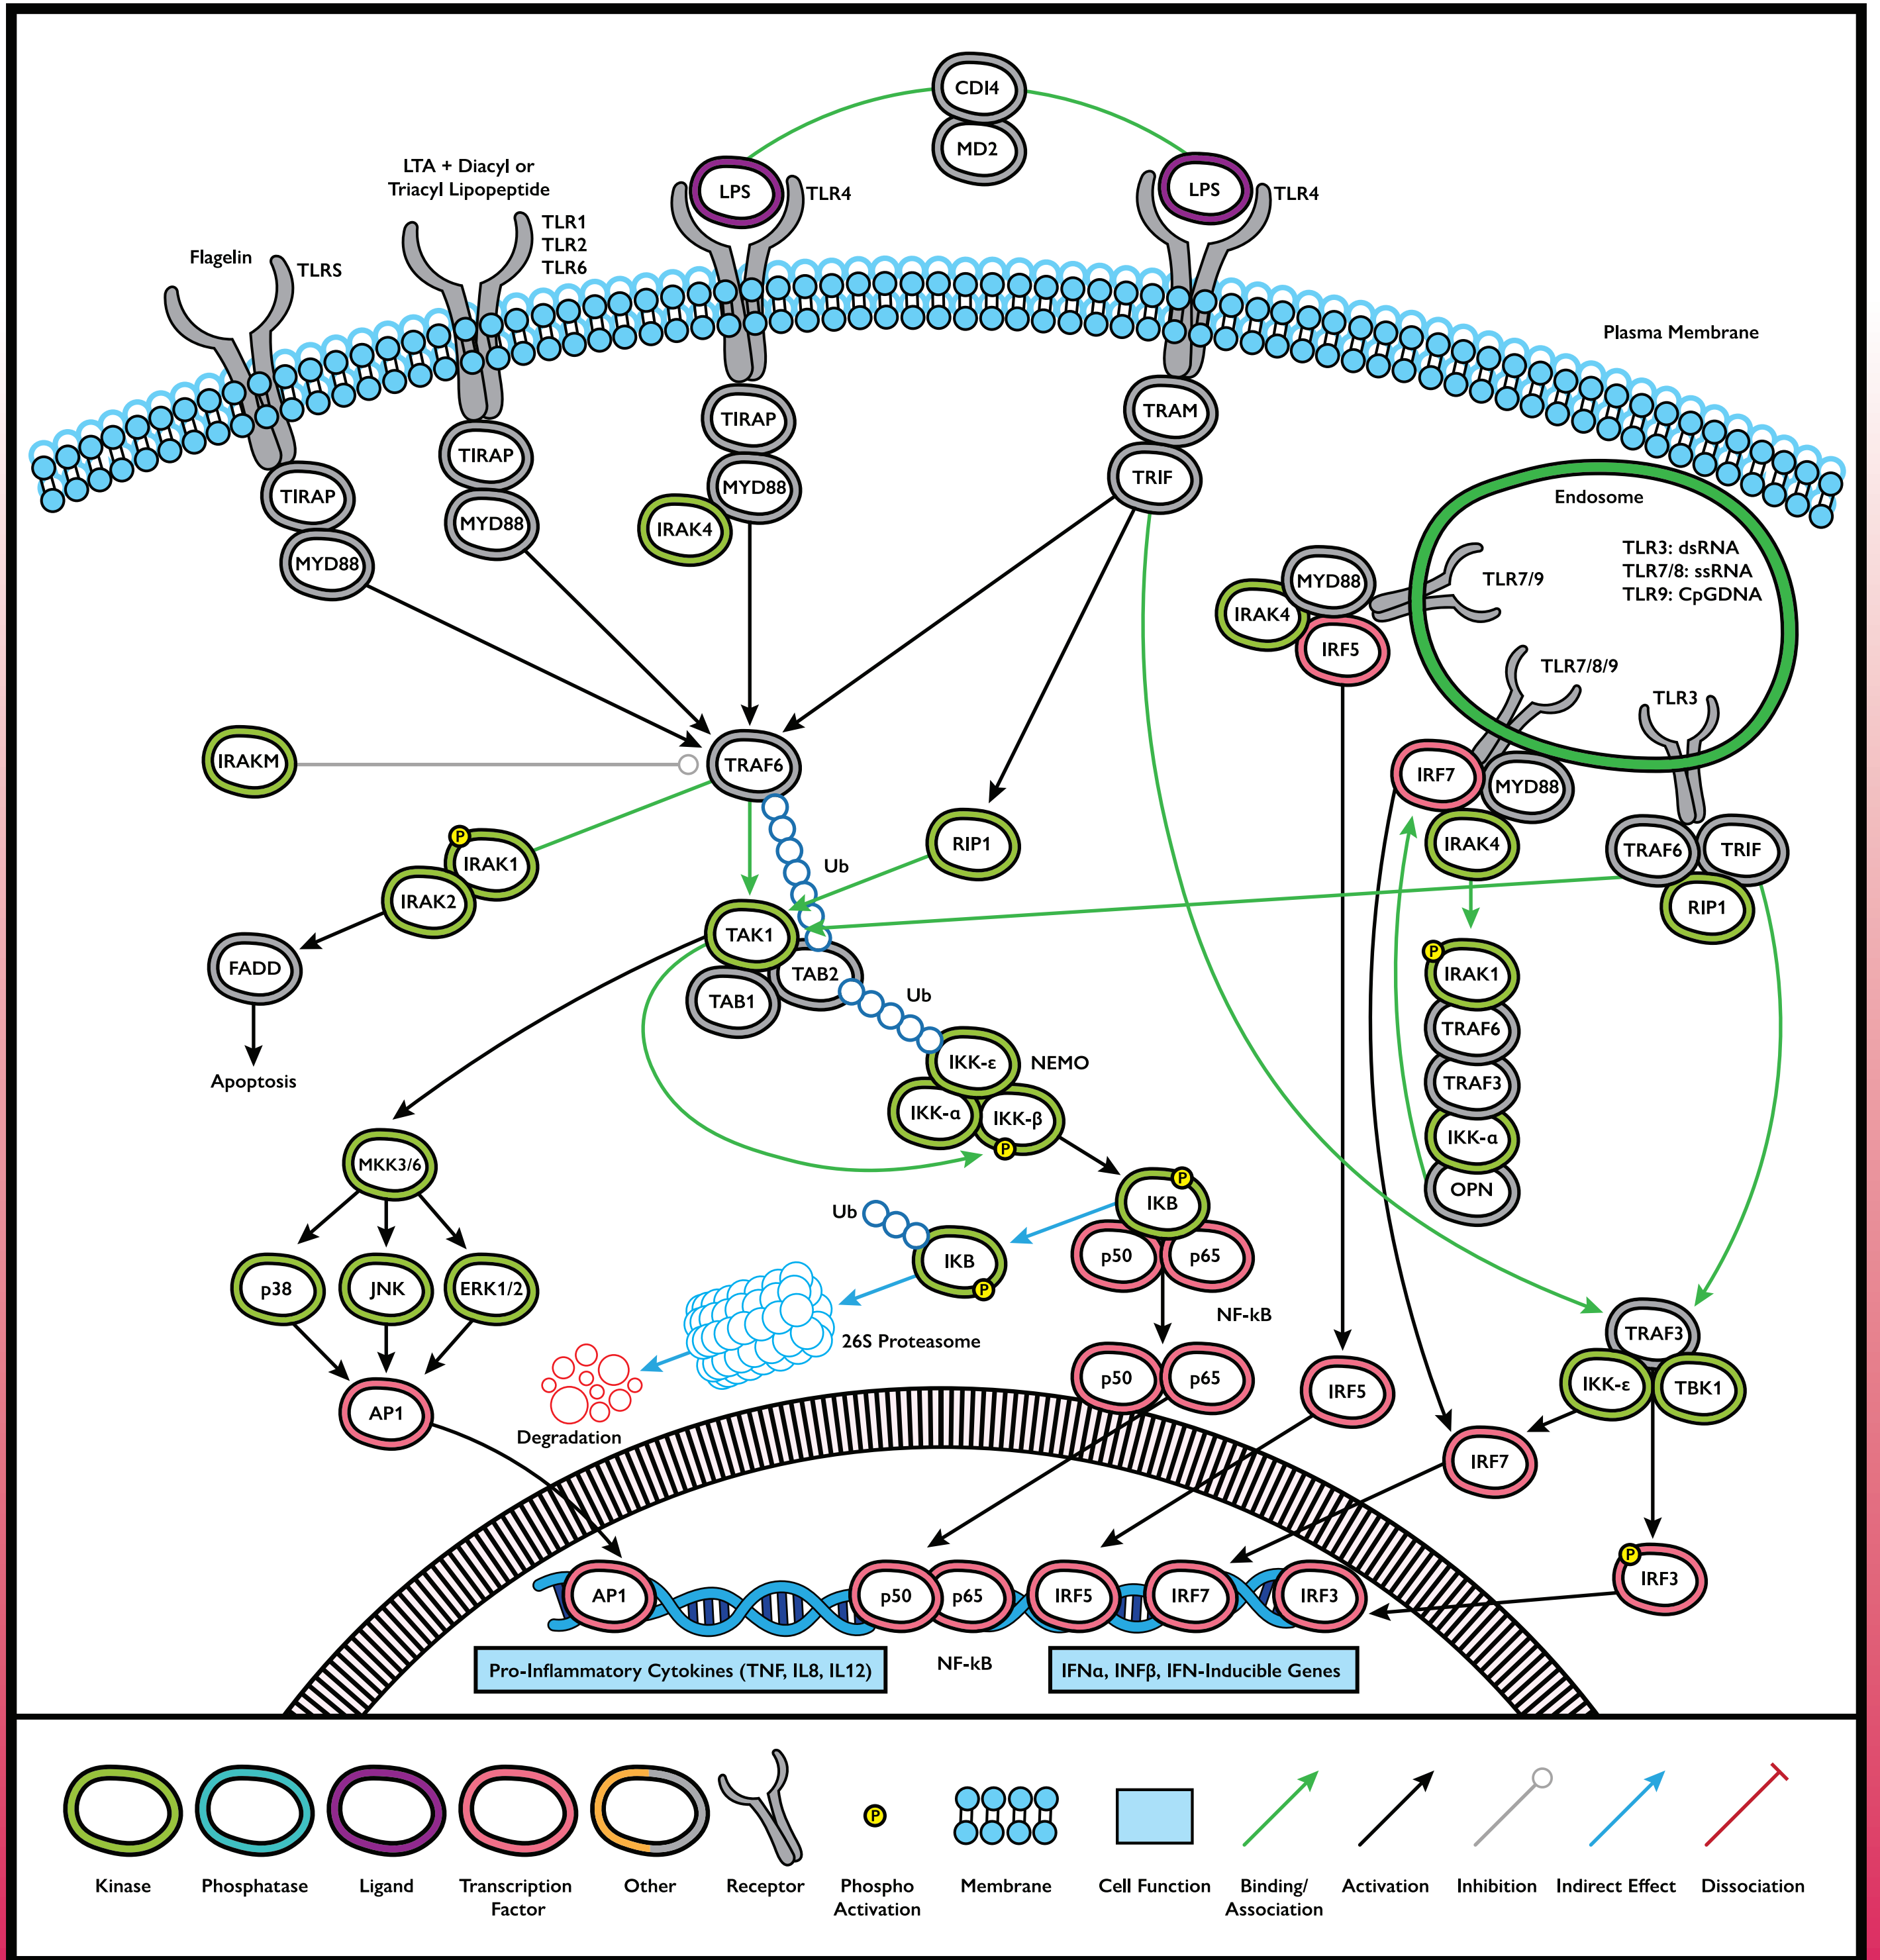 CDI4
MD2
LTA + Diacyl or
Triacyl Lipopeptide
LPS
TLR4
LPS
TLR4
TLR1
TLR2
TLR6
Flagelin
TLRS
Plasma Membrane
TIRAP
MYD88
TIRAP
MYD88
TIRAP
MYD88
IRAK4
TRAM
TRIF
Endosome
TLR3: dsRNA
TLR7/8: ssRNA
TLR9: CpGDNA
TLR7/9
MYD88
IRAK4
IRF5
TLR7/8/9
TLR3
IRAKM
TRAF6
IRF7
MYD88
IRAK4
TRAF6
TRIF
RIP1
RIP1
Ub
P
IRAK1
IRAK2
FADD
Apoptosis
TAK1
TAB2
TAB1
Ub
IKK-ε
NEMO
IKK-α
IKK-β
P
P
IRAK1
TRAF6
TRAF3
IKK-α
OPN
MKK3/6
p38
JNK
ERK1/2
AP1
P
IKB
p50
p65
NF-kB
Ub
IKB
P
26S Proteasome
Degradation
p50
p65
IRF5
TRAF3
IKK-ε
TBK1
IRF7
P
IRF3
AP1
p50
p65
IRF5
IRF7
IRF3
Pro-Inflammatory Cytokines (TNF, IL8, IL12)
NF-kB
IFNα, INFβ, IFN-Inducible Genes
P
Kinase
Phosphatase
Ligand
Transcription
Factor
Other
Receptor
Phospho
Activation
Membrane
Cell Function
Binding/
Association
Activation
Inhibition
Indirect Effect
Dissociation